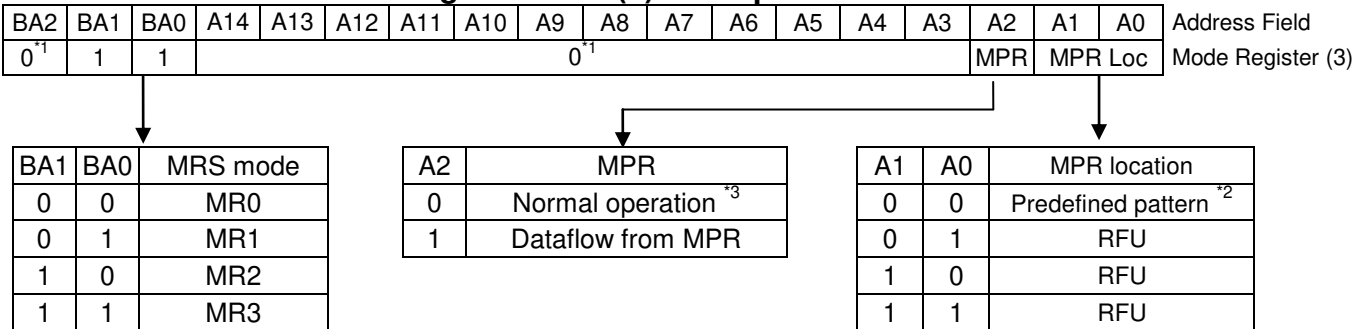 BA2 BA1 BA0 A14 A13 A12 A11 A10 A9 A8 A7 A6 A5 A4 A3 A2 A1 A0 Address Field
0*1 1 1 0*1 MPR MPR Loc Mode Register (3)
BA1 BA0 MRS mode
0 0 MR0
0 1 MR1
1 0 MR2
1 1 MR3
A2 MPR
0 Normal operation *3
1 Dataflow from MPR
A1 A0 MPR location
0 0 Predefined pattern *2
0 1 RFU
1 0 RFU
1 1 RFU